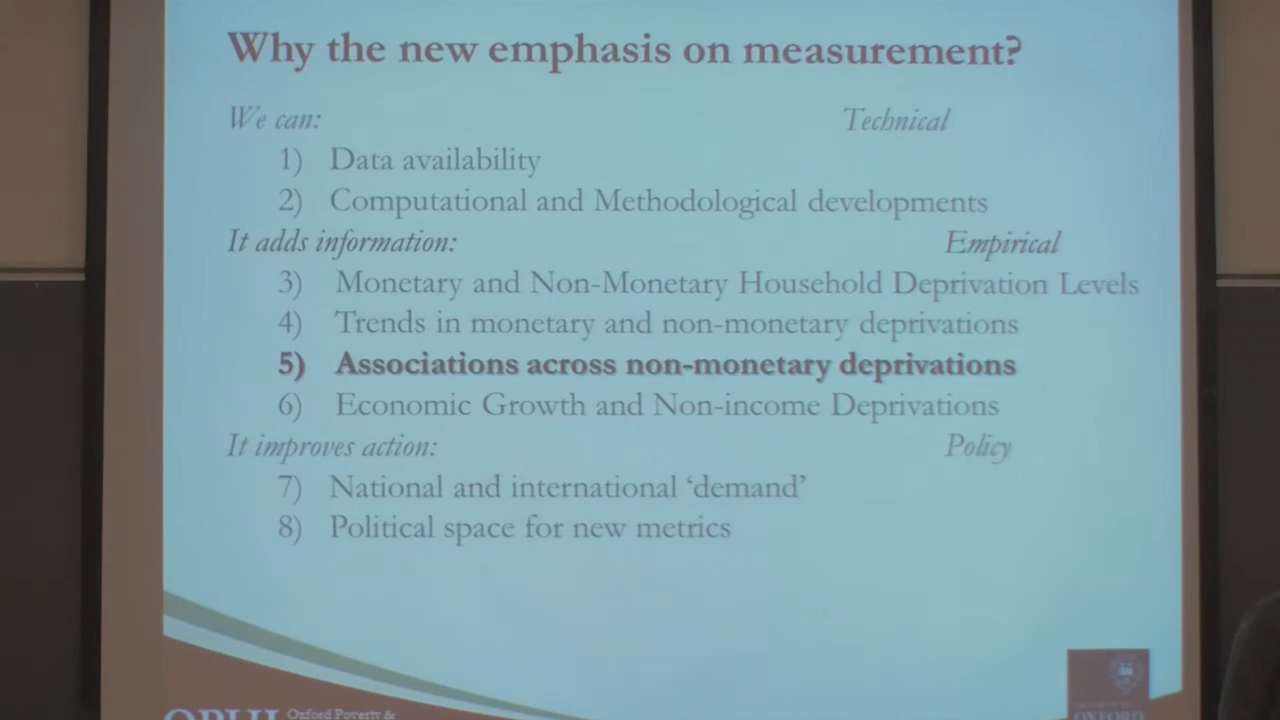 Why the new emphasis on measurement?
We can: Technical
1) Data availability
2) Computational and Methodological developments
It adds information: Empirical
3) Monetary and Non-Monetary Household Deprivation Levels
4) Trends in monetary and non-monetary deprivations
5) Associations across non-monetary deprivations
6) Economic Growth and Non-income Deprivations
It improves action: Policy
7) National and international ‘demand’
8) Political space for new metrics
OPHI Oxford Poverty &
OXFORD